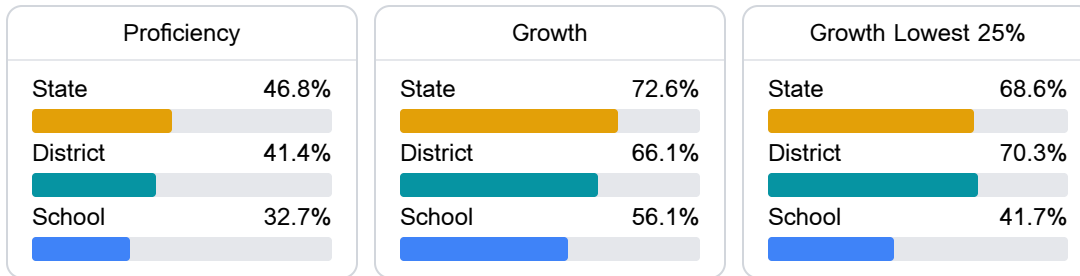 Proficiency
State 46.8%
District 41.4%
School 32.7%
Growth
State 72.6%
District 66.1%
School 56.1%
Growth Lowest 25%
State 68.6%
District 70.3%
School 41.7%